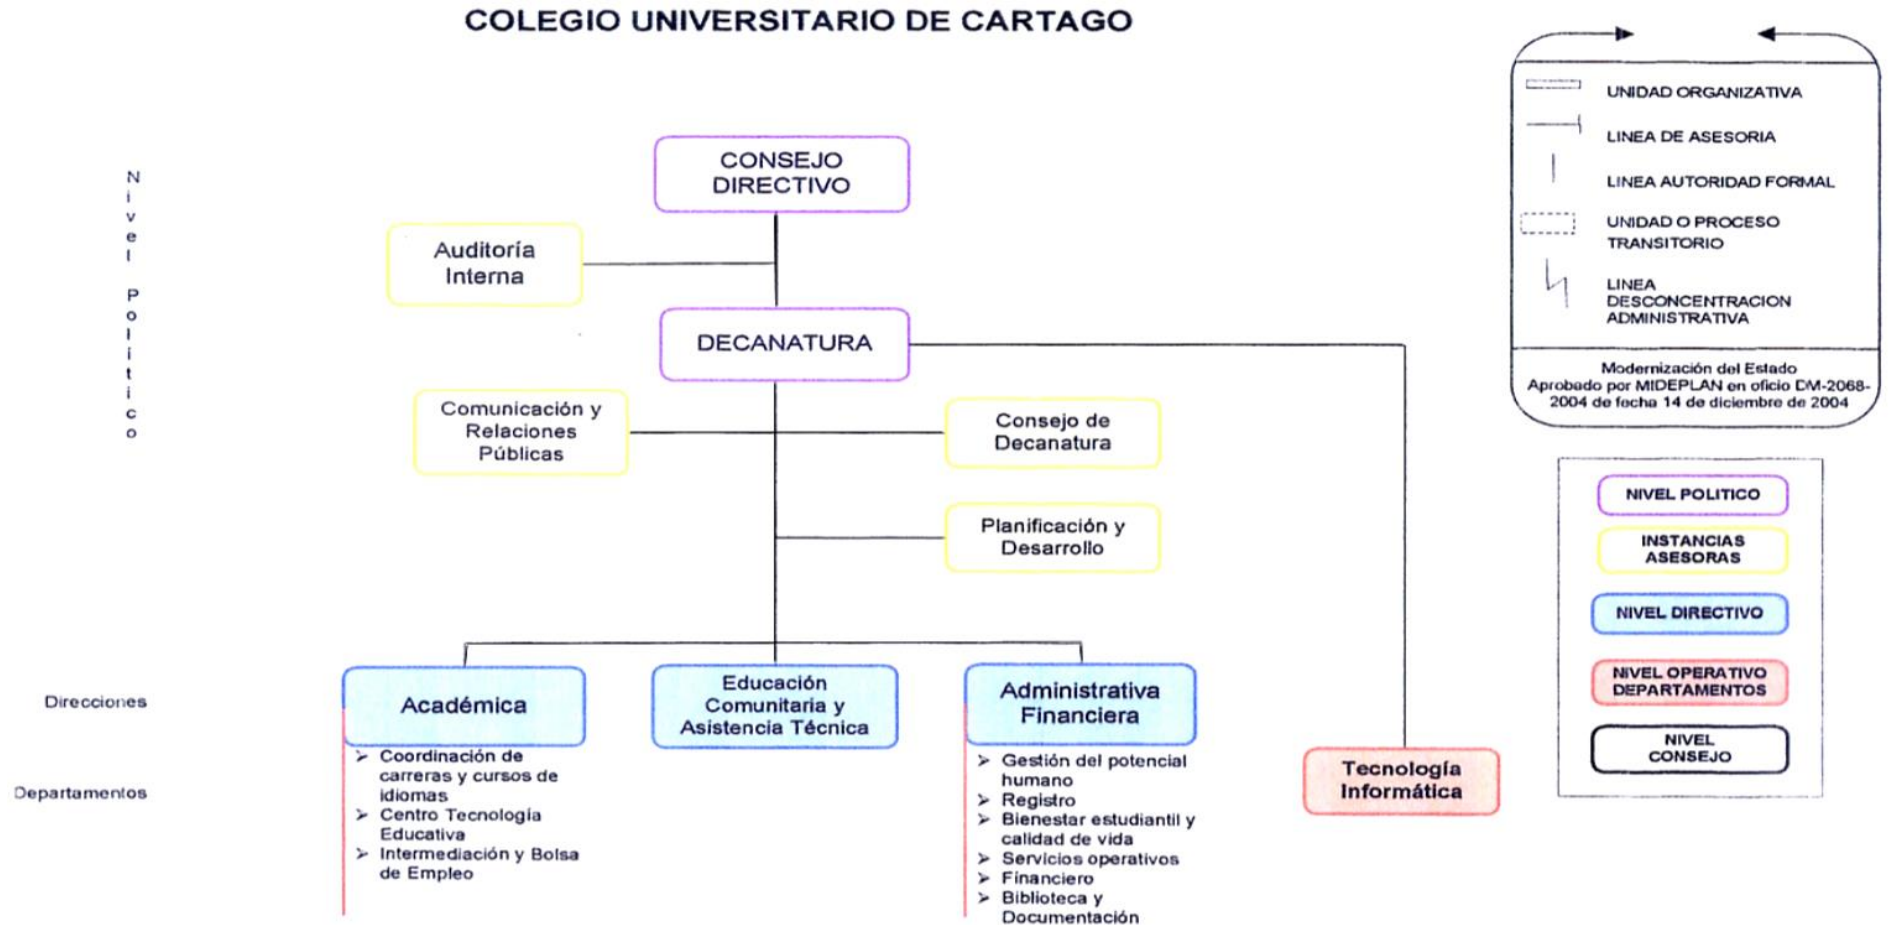 COLEGIO UNIVERSITARIO DE CARTAGO
Nivel Político
CONSEJO
DIRECTIVO
Auditoría
Interna
DECANATURA
Comunicación y
Relaciones
Públicas
Consejo de
Decanatura
Planificación y
Desarrollo
Direcciones
Académica
Educación
Comunitaria y
Asistencia Técnica
Administrativa
Financiera
Departamentos
➢ Coordinación de
carreras y cursos de
idiomas
➢ Centro Tecnología
Educativa
➢ Intermediación y Bolsa
de Empleo
➢ Gestión del potencial
humano
➢ Registro
➢ Bienestar estudiantil y
calidad de vida
➢ Servicios operativos
➢ Financiero
➢ Biblioteca y
Documentación
Tecnología
Informática
UNIDAD ORGANIZATIVA
LINEA DE ASESORIA
LINEA AUTORIDAD FORMAL
UNIDAD O PROCESO
TRANSITORIO
LINEA
DESCONCENTRACION
ADMINISTRATIVA
Modernización del Estado
Aprobado por MIDEPLAN en oficio DM-2068-
2004 de fecha 14 de diciembre de 2004
NIVEL POLITICO
INSTANCIAS
ASESORAS
NIVEL DIRECTIVO
NIVEL OPERATIVO
DEPARTAMENTOS
NIVEL
CONSEJO